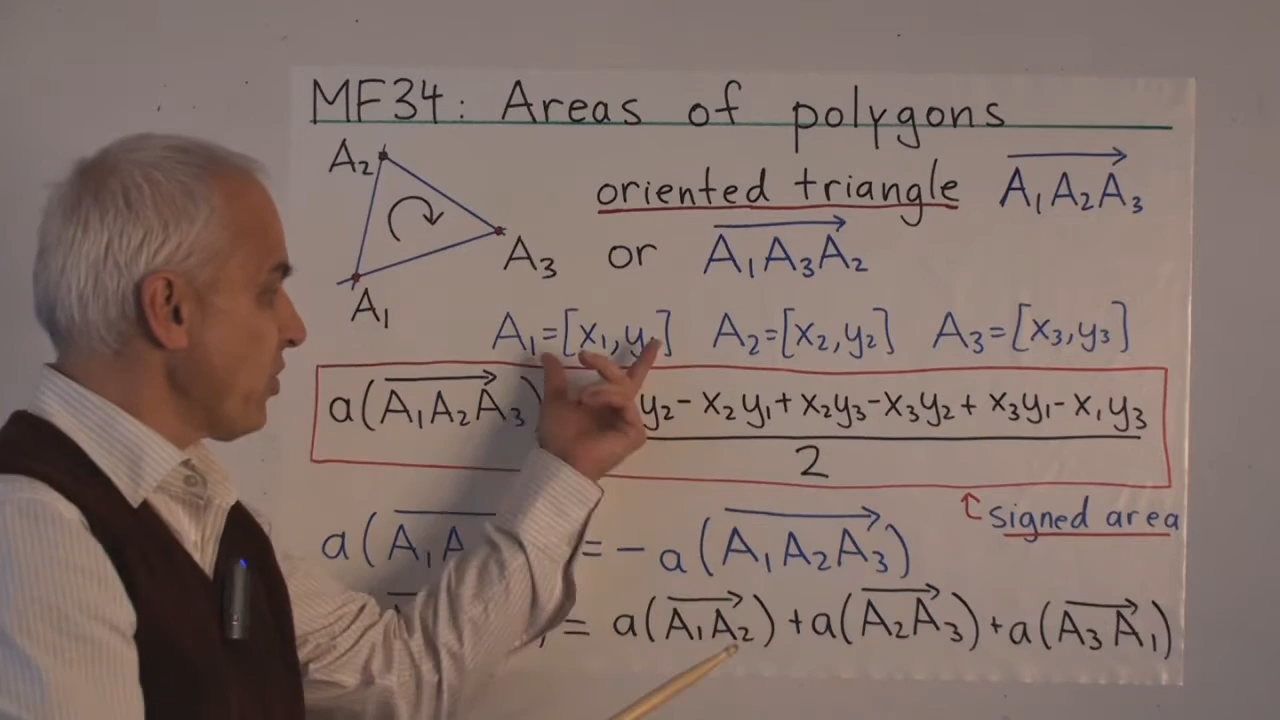 MF34: Areas of polygons
A₂
oriented triangle A₁A₂A₃
A₃ or A₁A₃A₂
A₁
A₁=[x₁,y₁] A₂=[x₂,y₂] A₃=[x₃,y₃]
a(A₁A₂A₃) y₂-x₂y₁+x₂y₃-x₃y₂+x₃y₁-x₁y₃
2
signed area
a(A₁A = -a(A₁A₂A₃)
= a(A₁A₂)+a(A₂A₃)+a(A₃A₁)